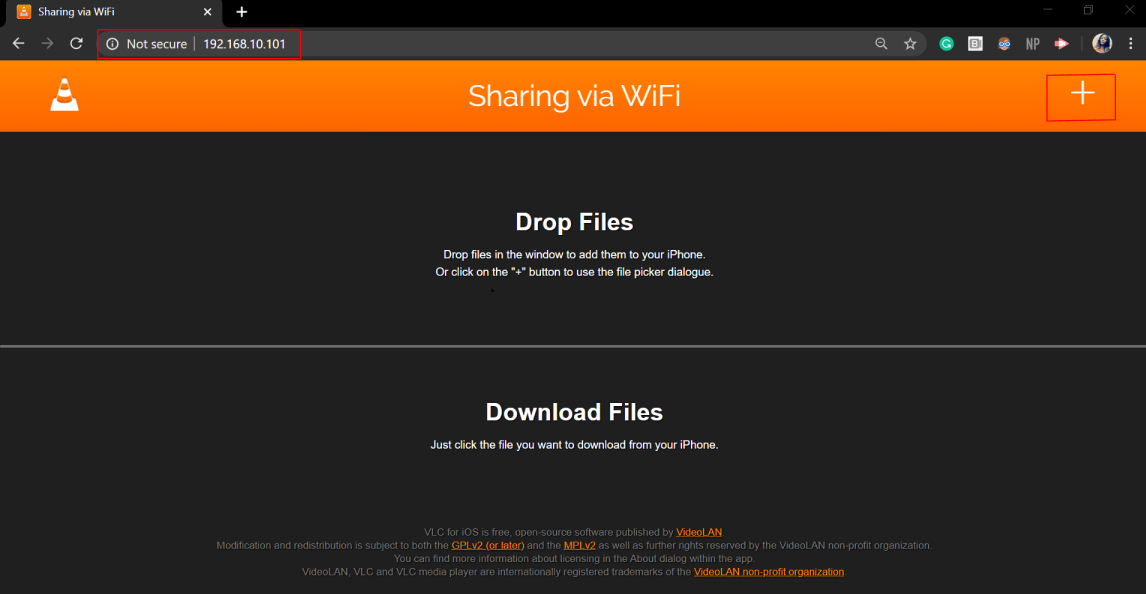 Sharing via WiFi
Not secure 192.168.10.101
NP
Sharing via WiFi
Drop Files
Drop files in the window to add them to your iPhone.
Or click on the "+" button to use the file picker dialogue.
Download Files
Just click the file you want to download from your iPhone.
VLC for iOS is free, open-source software published by VideoLAN.
Modification and redistribution is subject to both the GPLv2 (or later) and the MPLv2 as well as further rights reserved by the VideoLAN non-profit organization.
You can find more information about licensing in the About dialog within the app.
VideoLAN, VLC and VLC media player are internationally registered trademarks of the VideoLAN non-profit organization